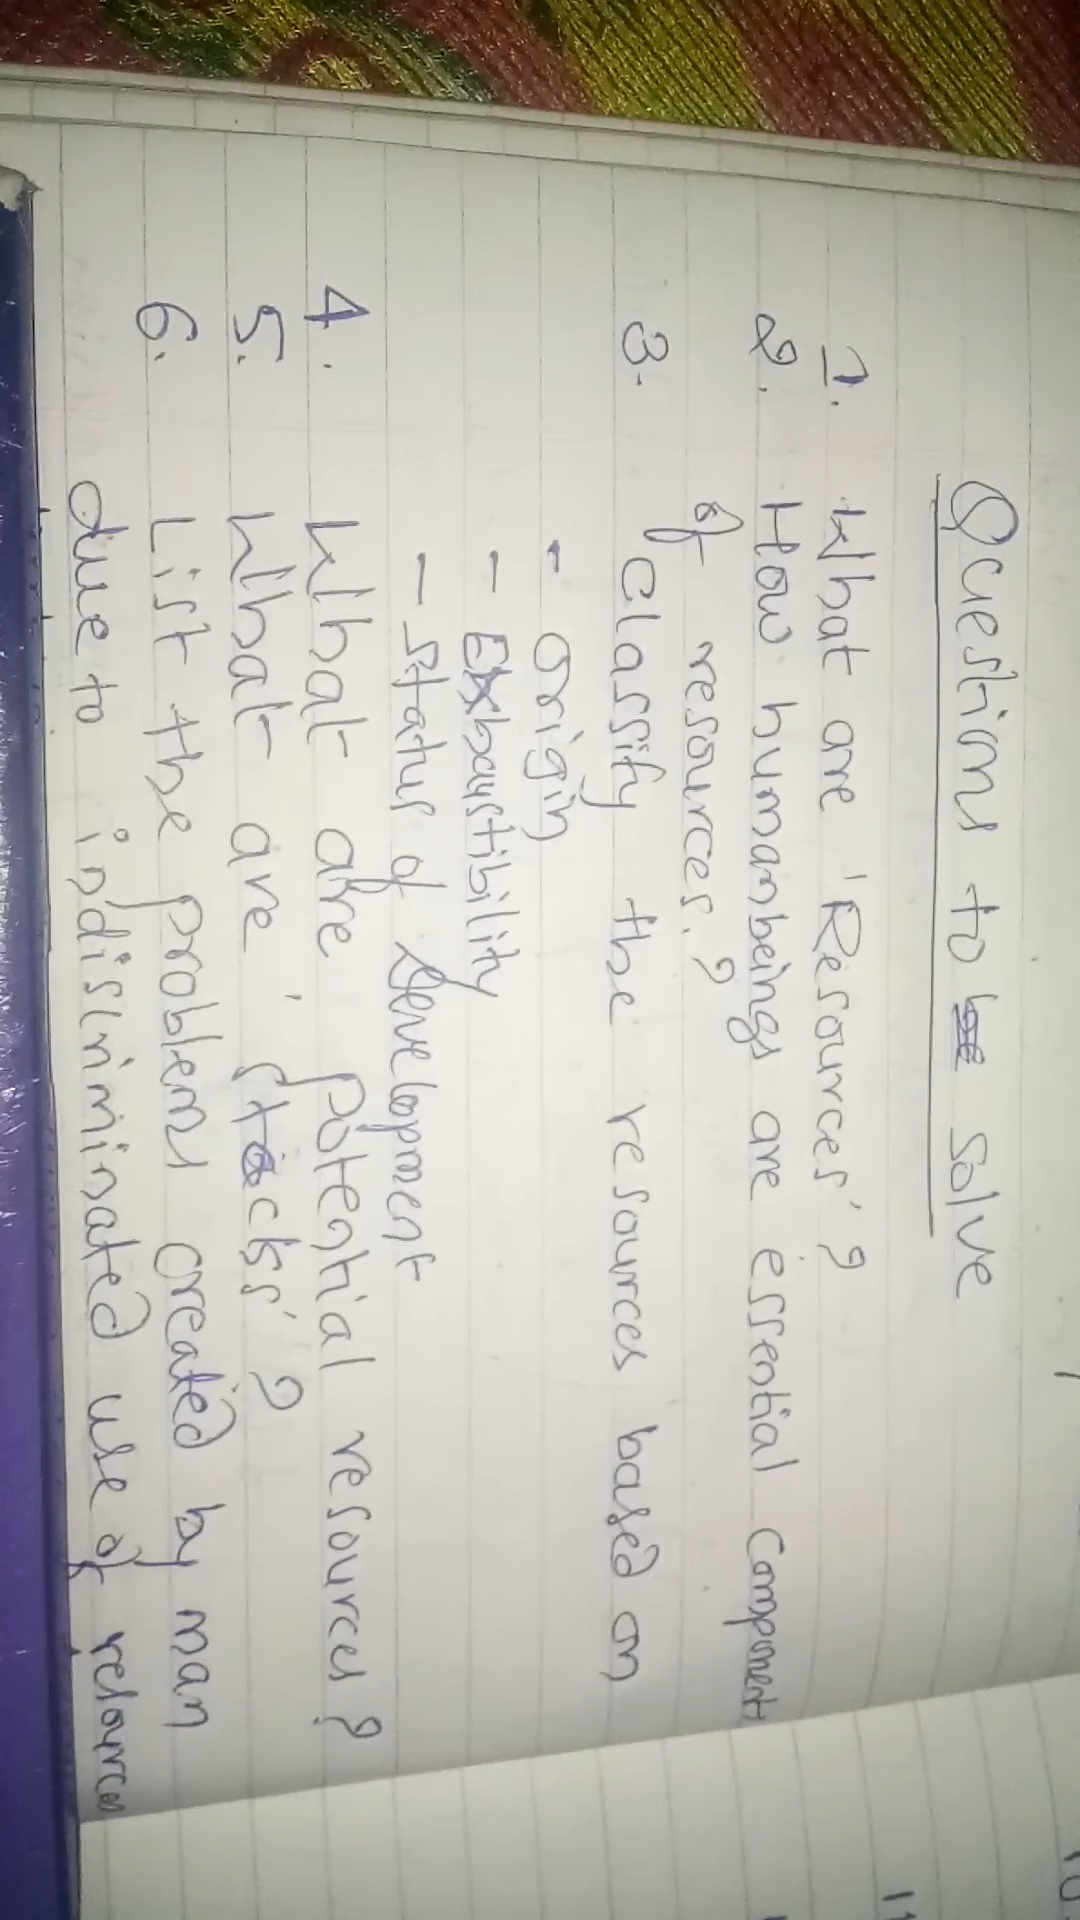 Questions to solve
1. What are 'Resources'?
2. How humanbeings are essential component
of resources.?
3. Classify the resources based on
- Origin
- Exhaustibility
- Status of Development
4. What are potential resources?
5. What are 'stocks'?
6. List the problems created by man
due to indiscriminated use of resources